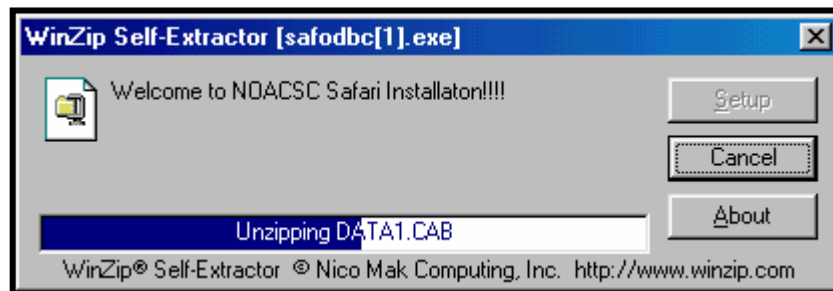 WinZip Self-Extractor [safodbc[1].exe]
Welcome to NOACSC Safari Installaton!!!!
Setup
Cancel
About
Unzipping DATA1.CAB
WinZip® Self-Extractor © Nico Mak Computing, Inc. http://www.winzip.com